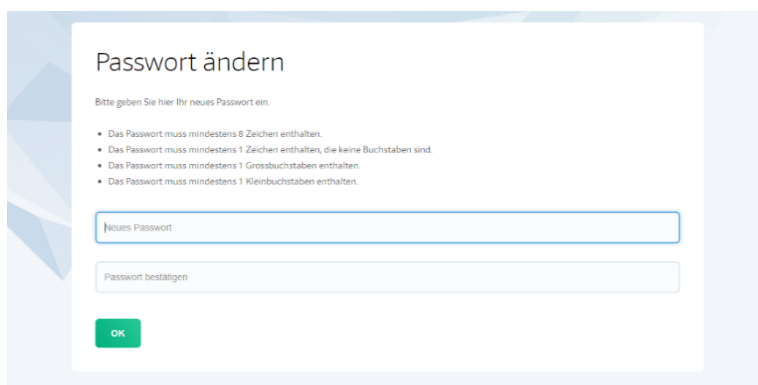 Passwort ändern
Bitte geben Sie hier Ihr neues Passwort ein.
• Das Passwort muss mindestens 8 Zeichen enthalten.
• Das Passwort muss mindestens 1 Zeichen enthalten, die keine Buchstaben sind.
• Das Passwort muss mindestens 1 Grossbuchstaben enthalten.
• Das Passwort muss mindestens 1 Kleinbuchstaben enthalten.
Neues Passwort
Passwort bestätigen
OK